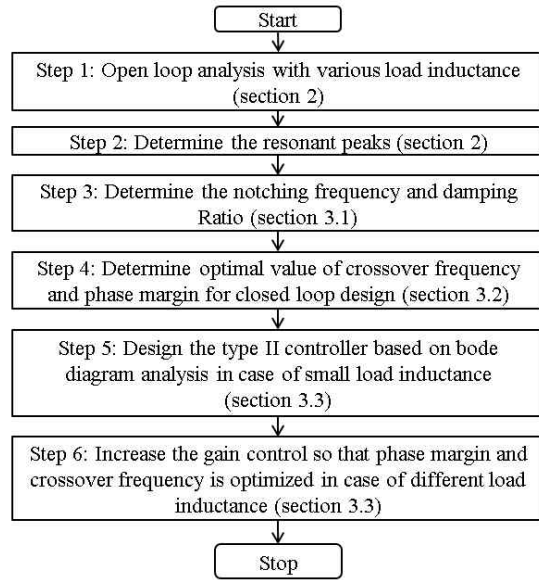 Start
Step 1: Open loop analysis with various load inductance
(section 2)
Step 2: Determine the resonant peaks (section 2)
Step 3: Determine the notching frequency and damping
Ratio (section 3.1)
Step 4: Determine optimal value of crossover frequency
and phase margin for closed loop design (section 3.2)
Step 5: Design the type II controller based on bode
diagram analysis in case of small load inductance
(section 3.3)
Step 6: Increase the gain control so that phase margin and
crossover frequency is optimized in case of different load
inductance (section 3.3)
Stop